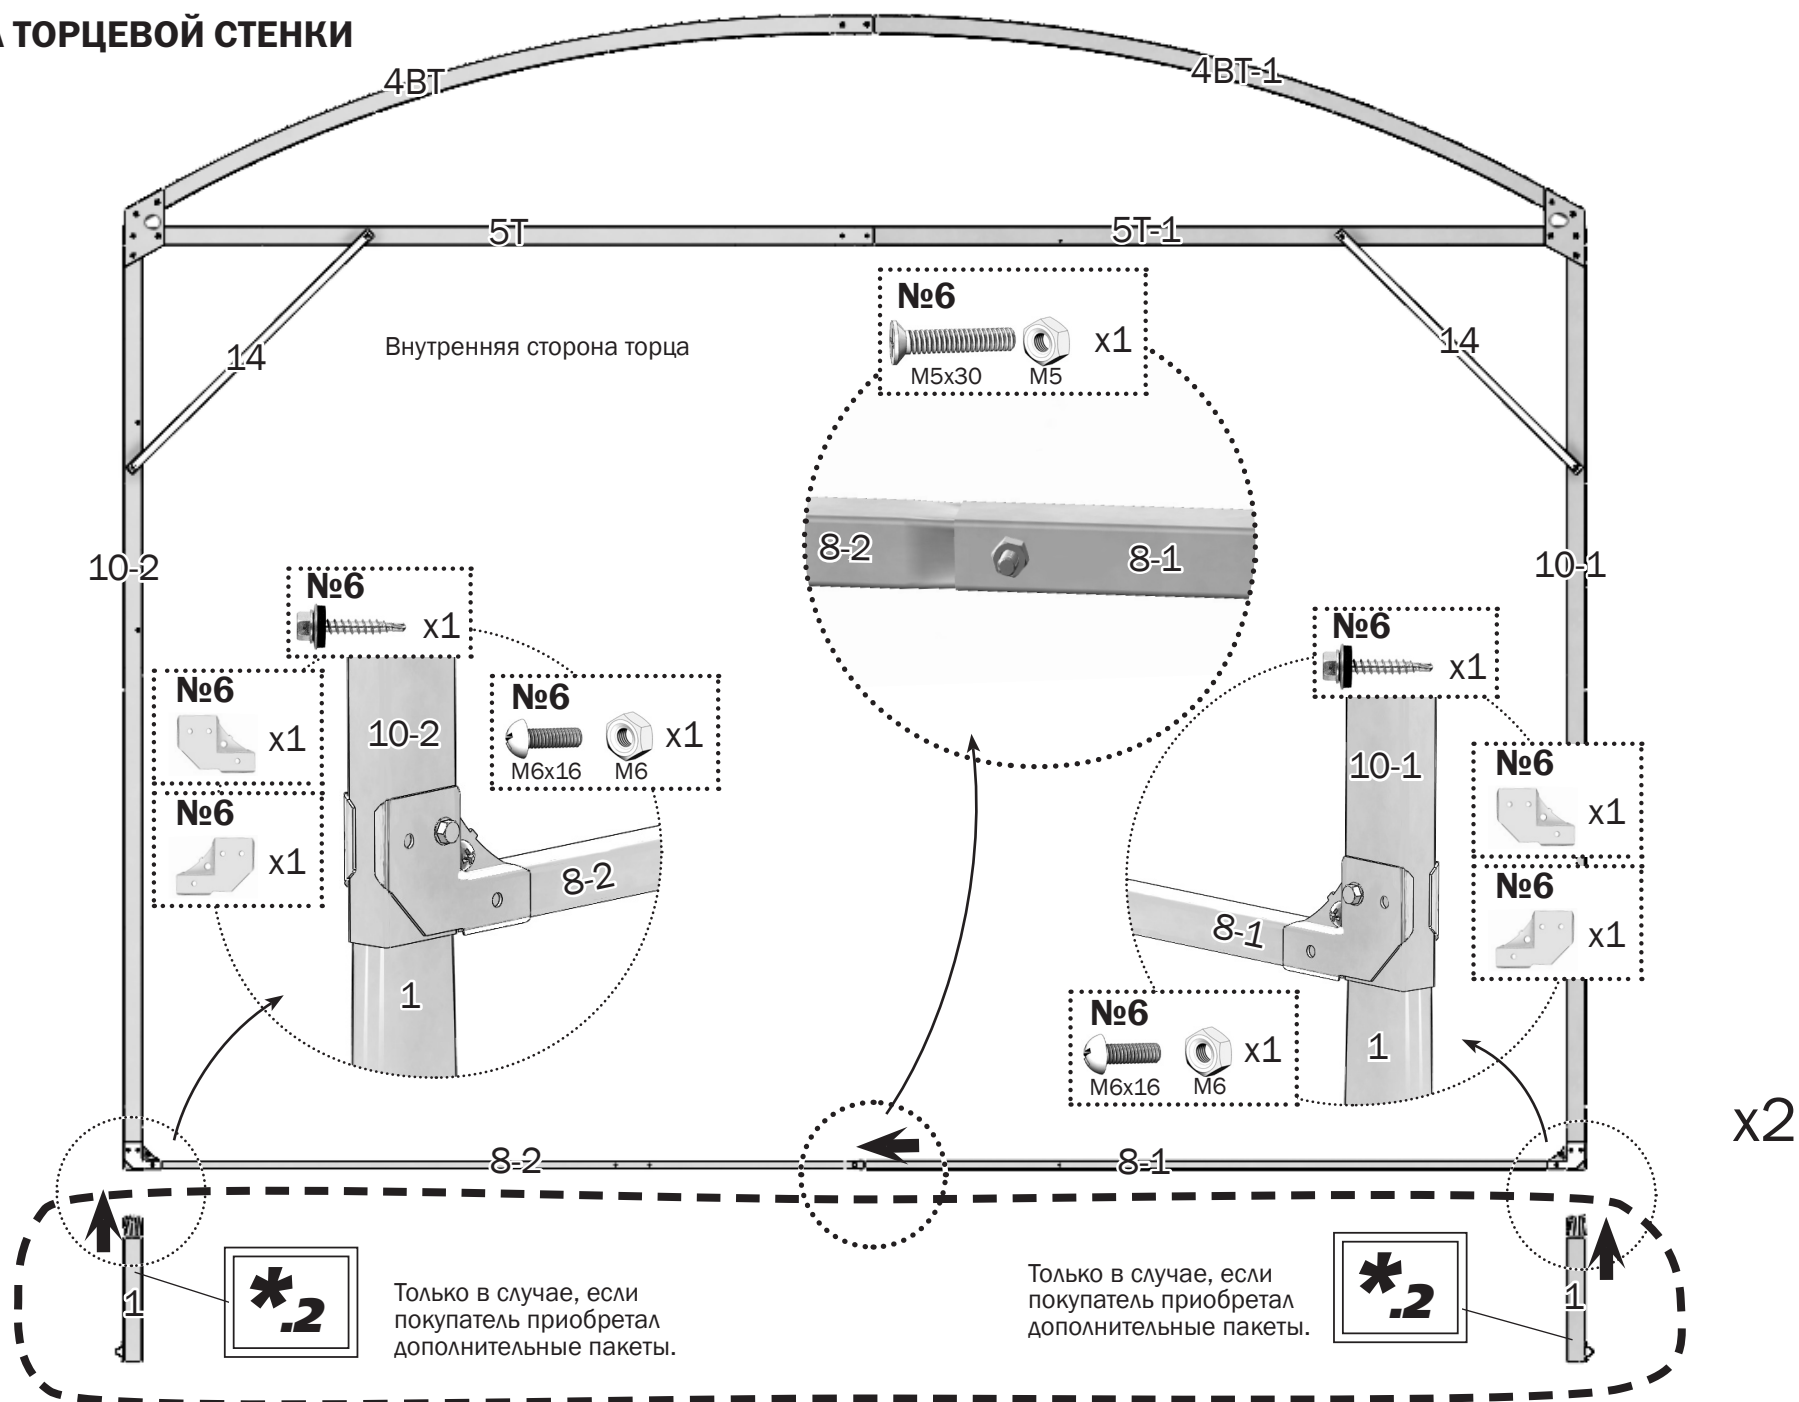 А ТОРЦЕВОЙ СТЕНКИ
4ВТ
4ВТ-1
5Т
5Т-1
14
Внутренняя сторона торца
№6
x1
M5x30
M5
14
8-2
8-1
10-2
10-1
№6
x1
№6
x1
№6
x1
№6
x1
M6x16
M6
10-2
8-2
1
№6
x1
10-1
№6
x1
№6
x1
8-1
1
№6
x1
M6x16
M6
x2
8-2
8-1
1
*.2
Только в случае, если
покупатель приобретал
дополнительные пакеты.
Только в случае, если
покупатель приобретал
дополнительные пакеты.
*.2
1